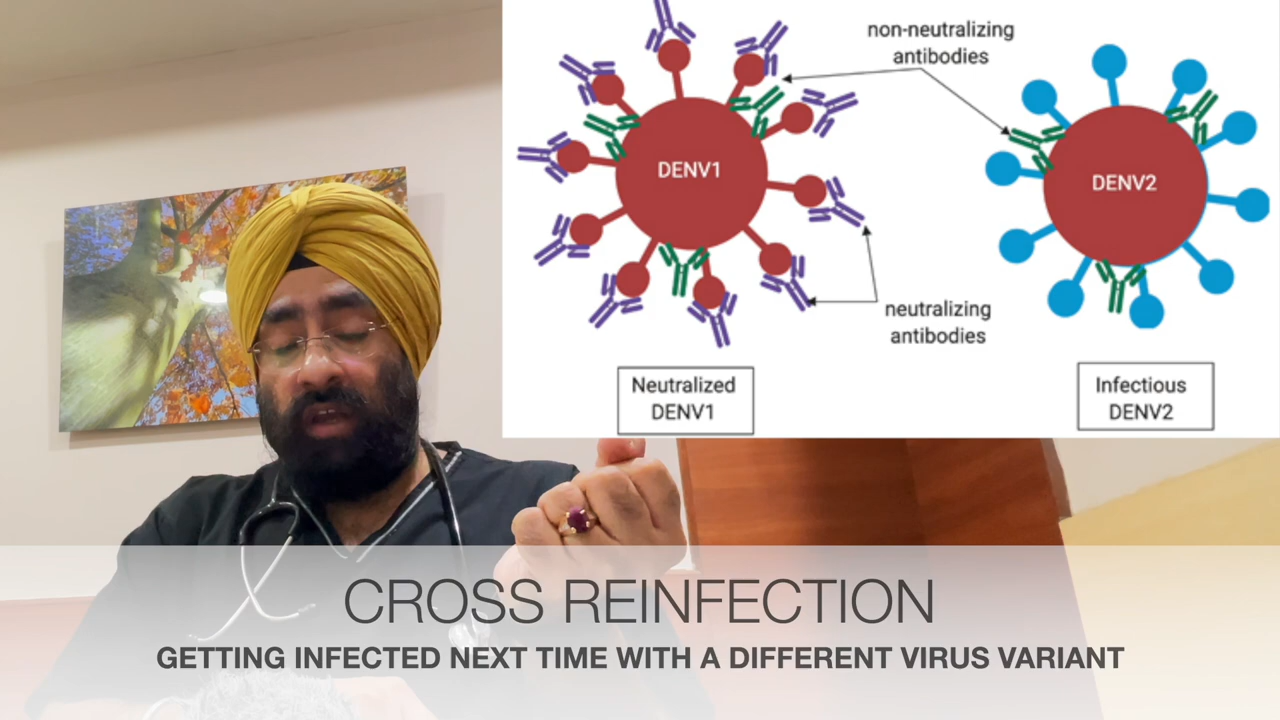 non-neutralizing
antibodies
DENV1
DENV2
neutralizing
antibodies
Neutralized
DENV1
Infectious
DENV2
CROSS REINFECTION
GETTING INFECTED NEXT TIME WITH A DIFFERENT VIRUS VARIANT